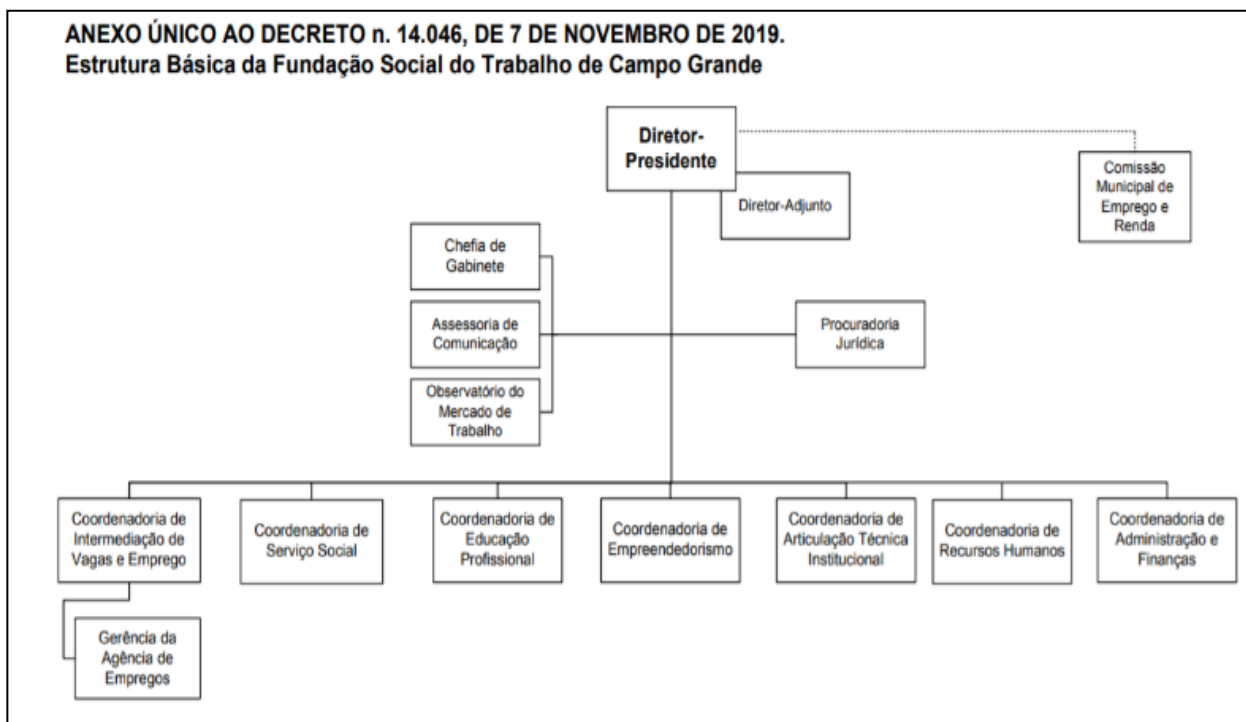 ANEXO ÚNICO AO DECRETO n. 14.046, DE 7 DE NOVEMBRO DE 2019.
Estrutura Básica da Fundação Social do Trabalho de Campo Grande
Diretor-
Presidente
Diretor-Adjunto
Comissão
Municipal de
Emprego e
Renda
Chefia de
Gabinete
Assessoria de
Comunicação
Observatório do
Mercado de
Trabalho
Procuradoria
Jurídica
Coordenadoria de
Intermediação de
Vagas e Emprego
Coordenadoria de
Serviço Social
Coordenadoria de
Educação
Profissional
Coordenadoria de
Empreendedorismo
Coordenadoria de
Articulação Técnica
Institucional
Coordenadoria de
Recursos Humanos
Coordenadoria de
Administração e
Finanças
Gerência da
Agência de
Empregos